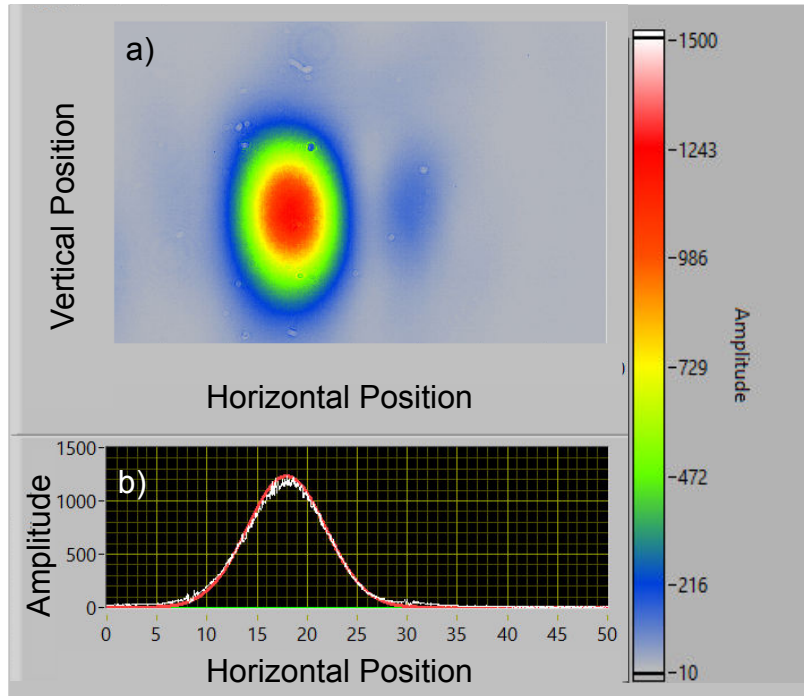 a)
Vertical Position
Horizontal Position
1500
1243
986
729
472
216
10
Amplitude
b)
Amplitude
1500
1000
500
0
0 5 10 15 20 25 30 35 40 45 50
Horizontal Position